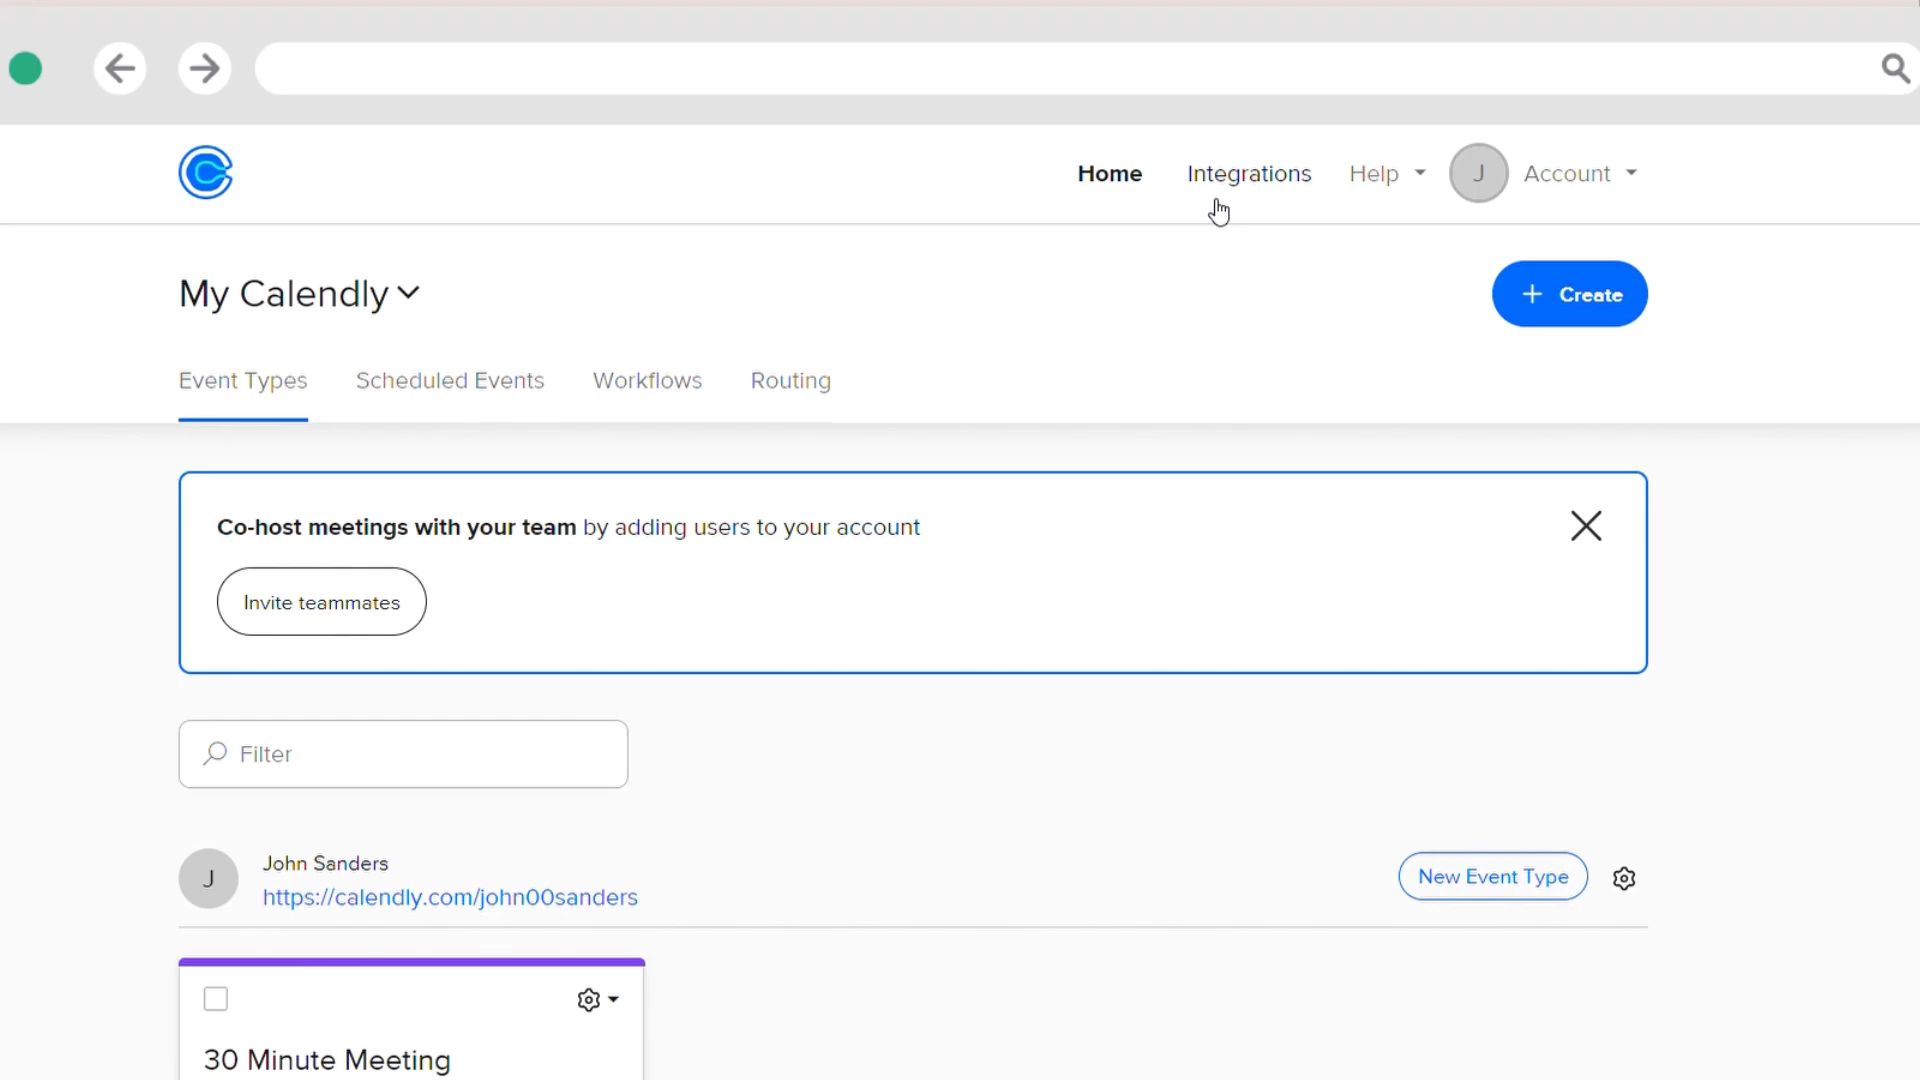 Home Integrations Help J Account
My Calendly
+ Create
Event Types Scheduled Events Workflows Routing
Co-host meetings with your team by adding users to your account
Invite teammates
Filter
J
John Sanders
https://calendly.com/john00sanders
New Event Type
30 Minute Meeting